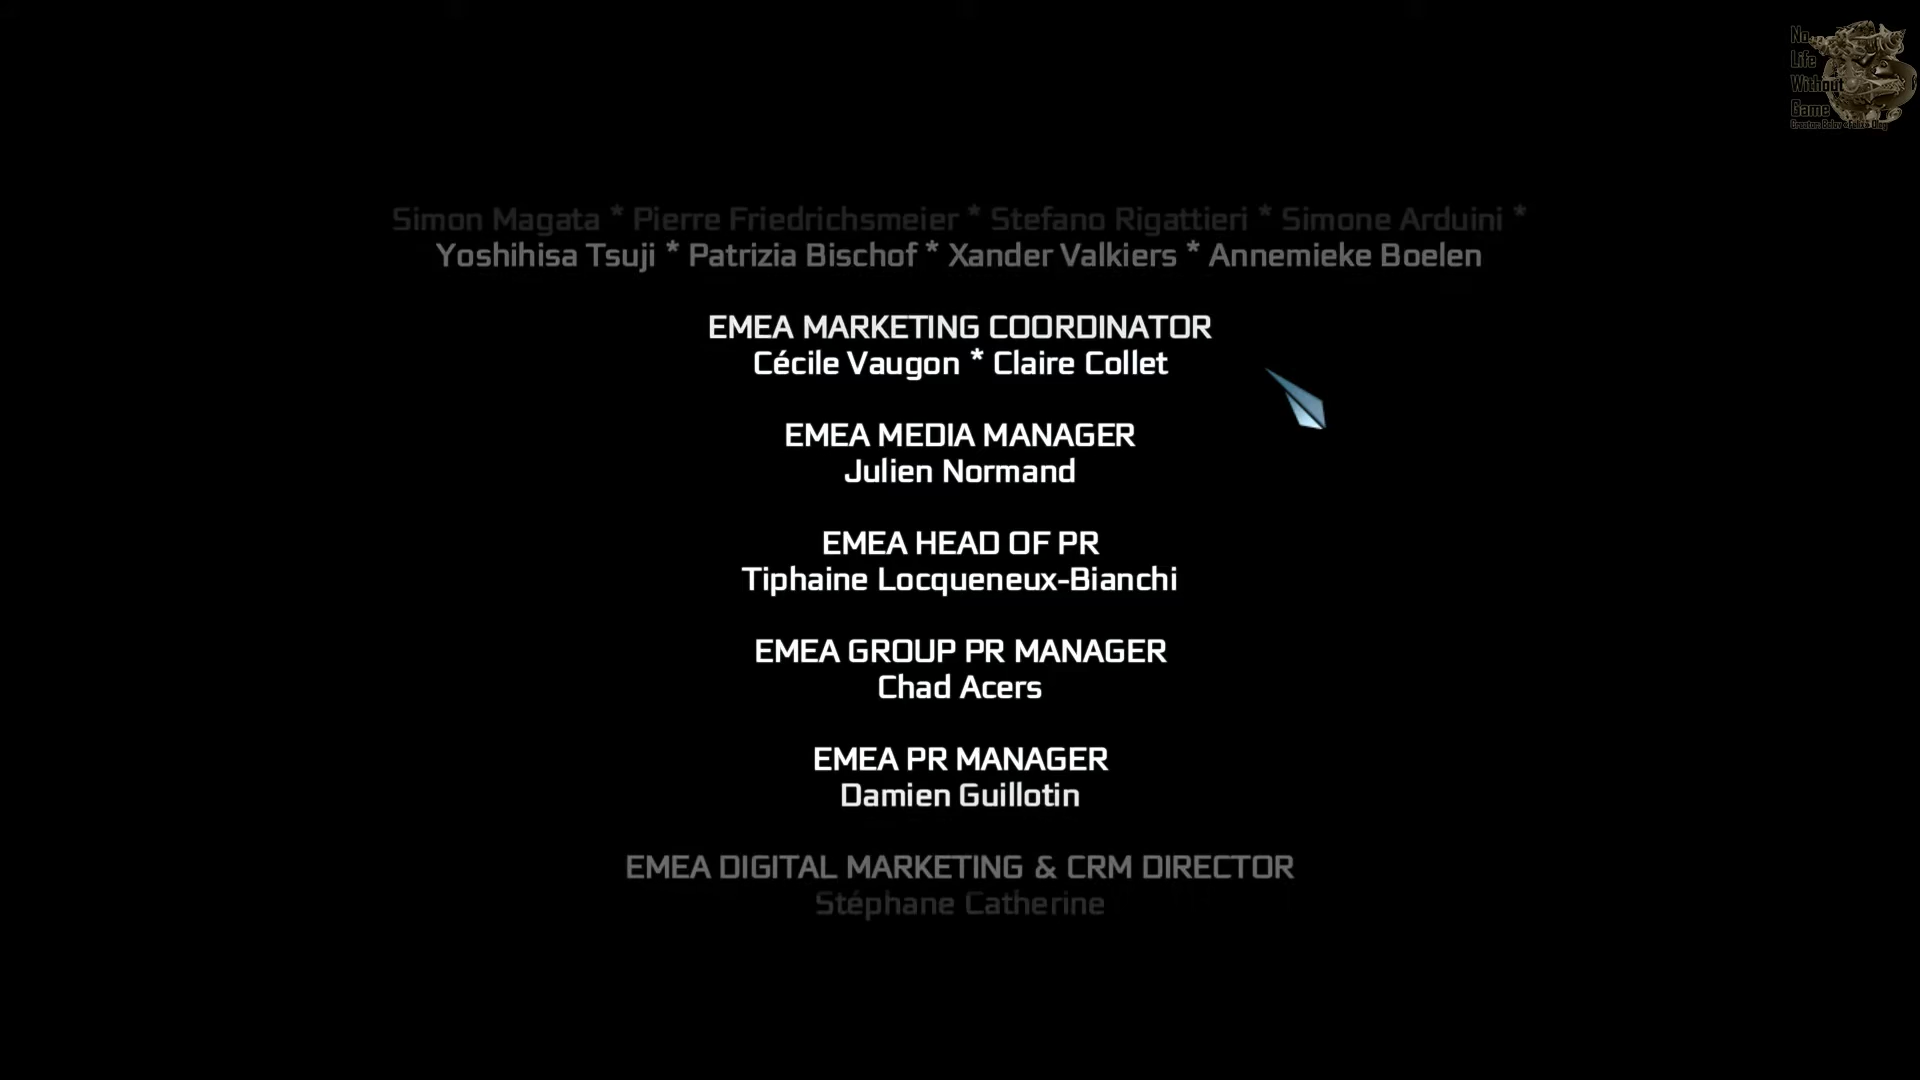 Simon Magata * Pierre Friedrichsmeier * Stefano Rigattieri * Simone Arduini *
Yoshihisa Tsuji * Patrizia Bischof * Xander Valkiers * Annemieke Boelen
EMEA MARKETING COORDINATOR
Cécile Vaugon * Claire Collet
EMEA MEDIA MANAGER
Julien Normand
EMEA HEAD OF PR
Tiphaine Locqueneux-Bianchi
EMEA GROUP PR MANAGER
Chad Acers
EMEA PR MANAGER
Damien Guillotin
EMEA DIGITAL MARKETING & CRM DIRECTOR
Stéphane Catherine
No
Life
Without
Game